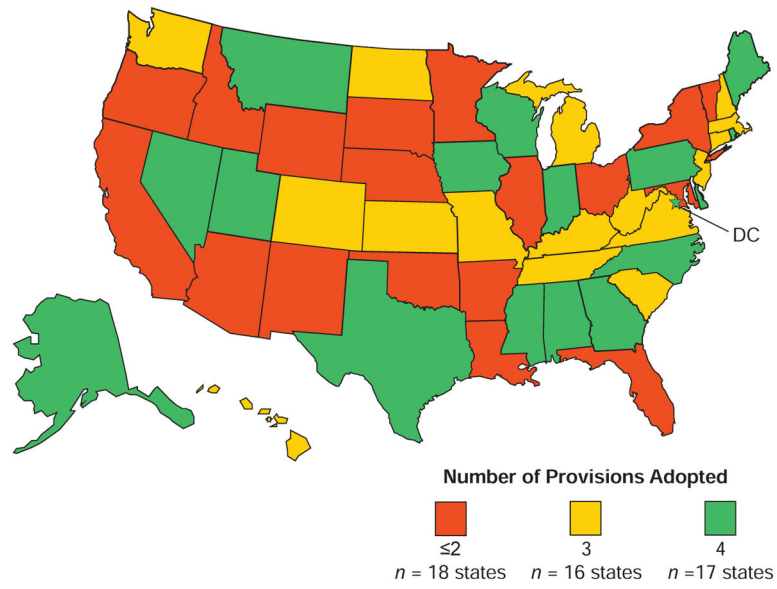 DC
Number of Provisions Adopted
≤2
3
4
n = 18 states
n = 16 states
n =17 states